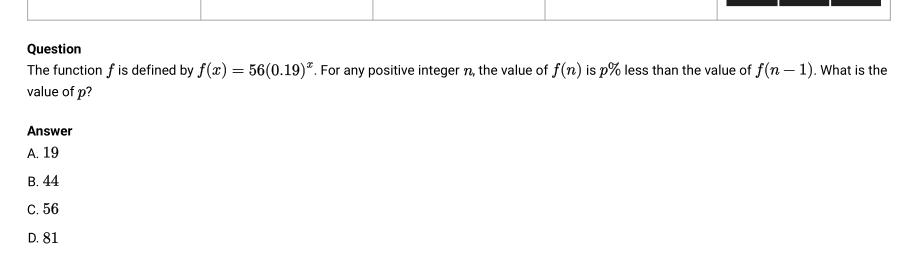 Question
The function f is defined by f(x) = 56(0.19)^x. For any positive integer n, the value of f(n) is p% less than the value of f(n − 1). What is the
value of p?
Answer
A. 19
B. 44
C. 56
D. 81